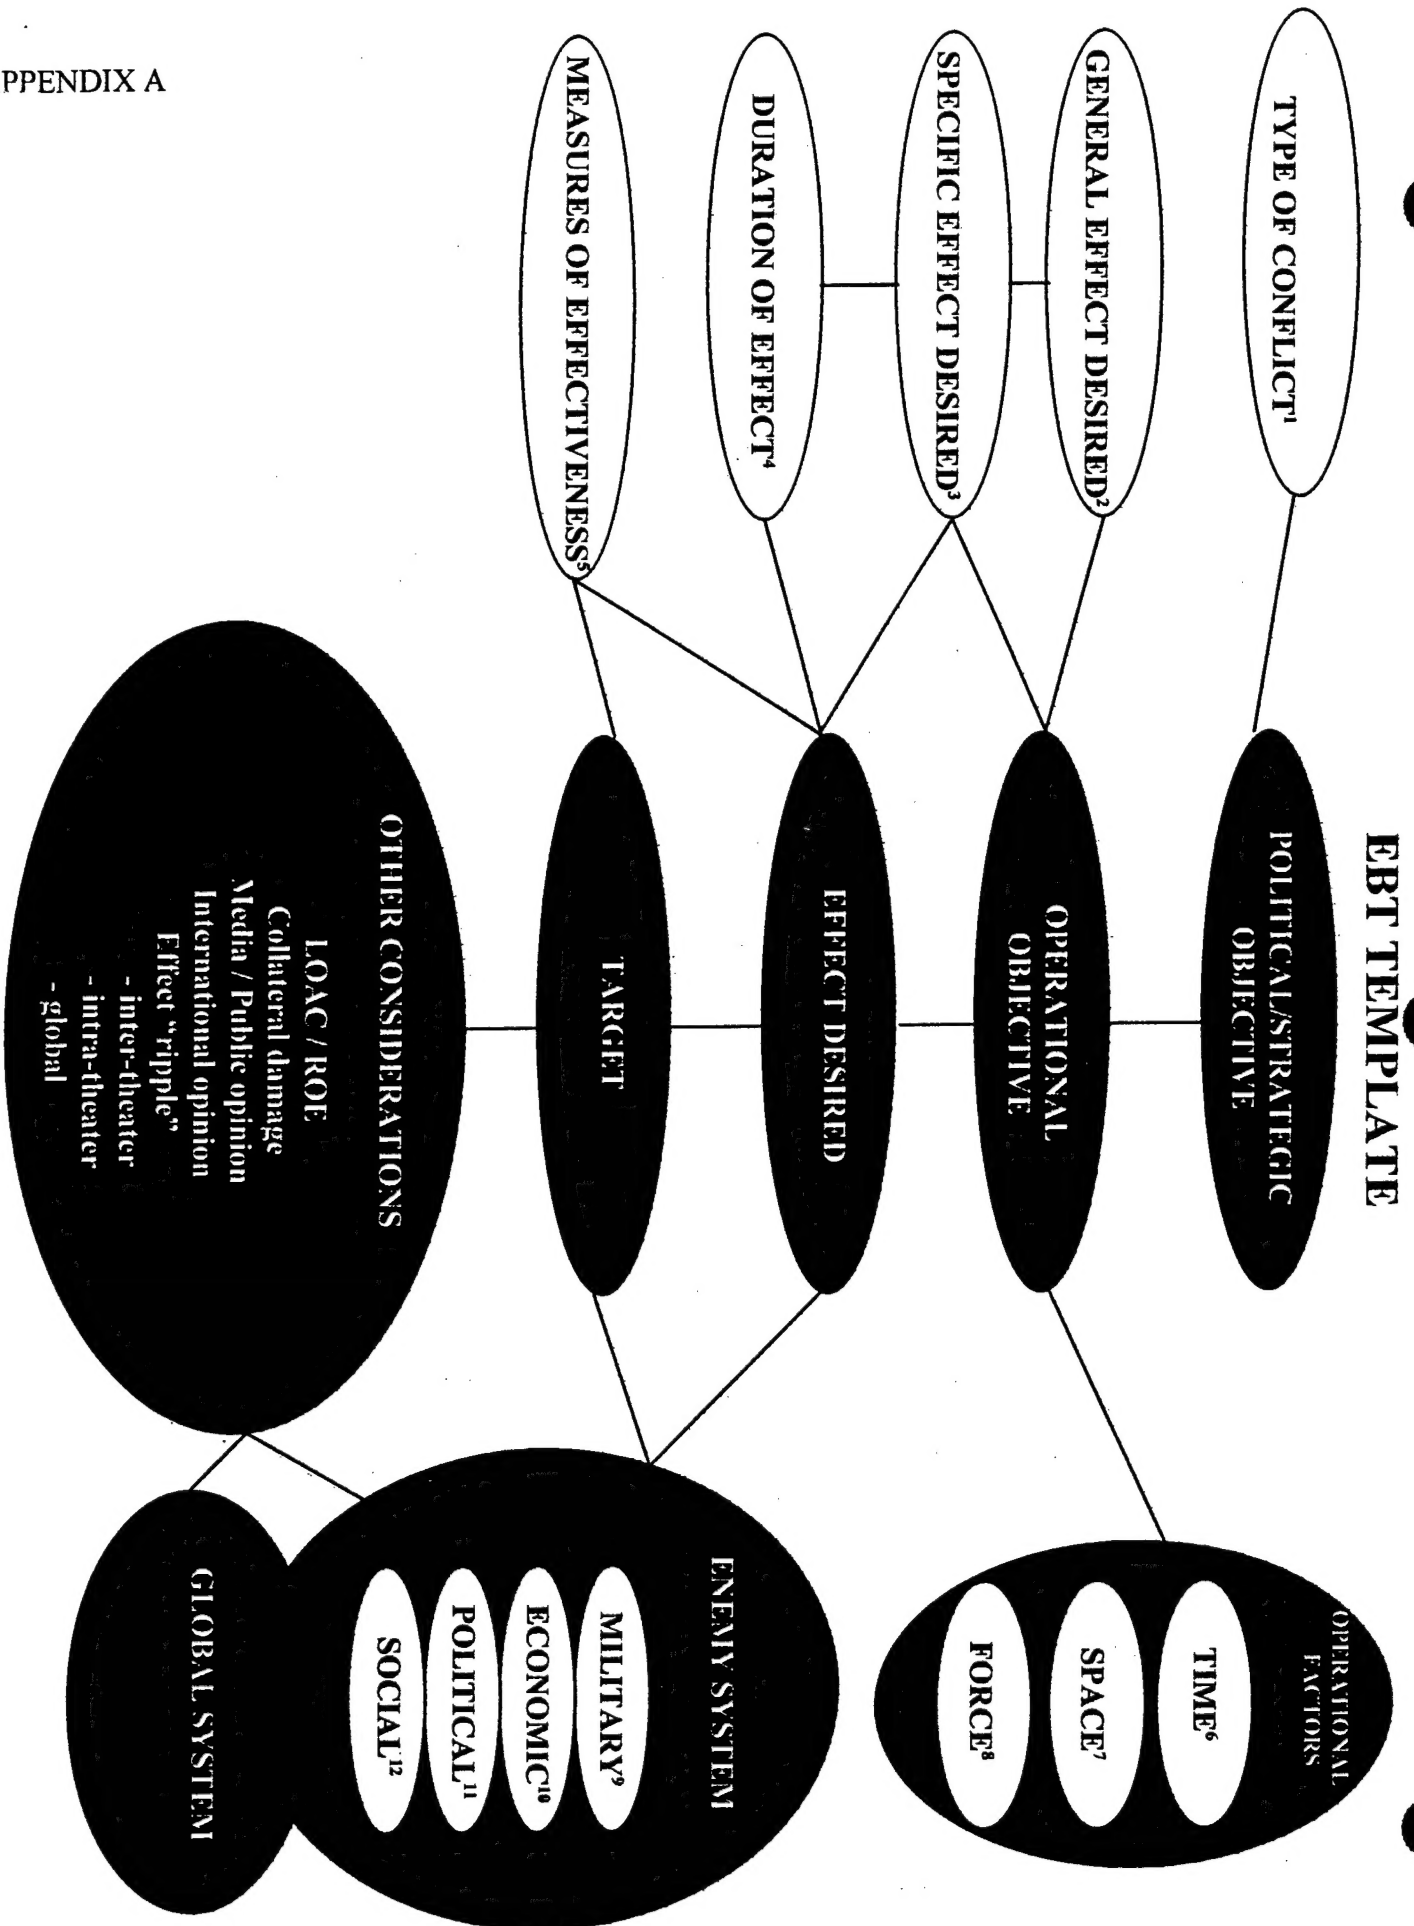 PPENDIX A
EBT TEMPLATE
TYPE OF CONFLICT¹
GENERAL EFFECT DESIRED²
SPECIFIC EFFECT DESIRED³
DURATION OF EFFECT⁴
MEASURES OF EFFECTIVENESS⁵
POLITICAL/STRATEGIC
OBJECTIVE
OPERATIONAL
OBJECTIVE
EFFECT DESIRED
TARGET
OTHER CONSIDERATIONS
LOAC / ROE
Collateral damage
Media / Public opinion
International opinion
Effect “ripple”
- inter-theater
- intra-theater
- global
OPERATIONAL
FACTORS
TIME⁶
SPACE⁷
FORCE⁸
ENEMY SYSTEM
MILITARY⁹
ECONOMIC¹⁰
POLITICAL¹¹
SOCIAL¹²
GLOBAL SYSTEM